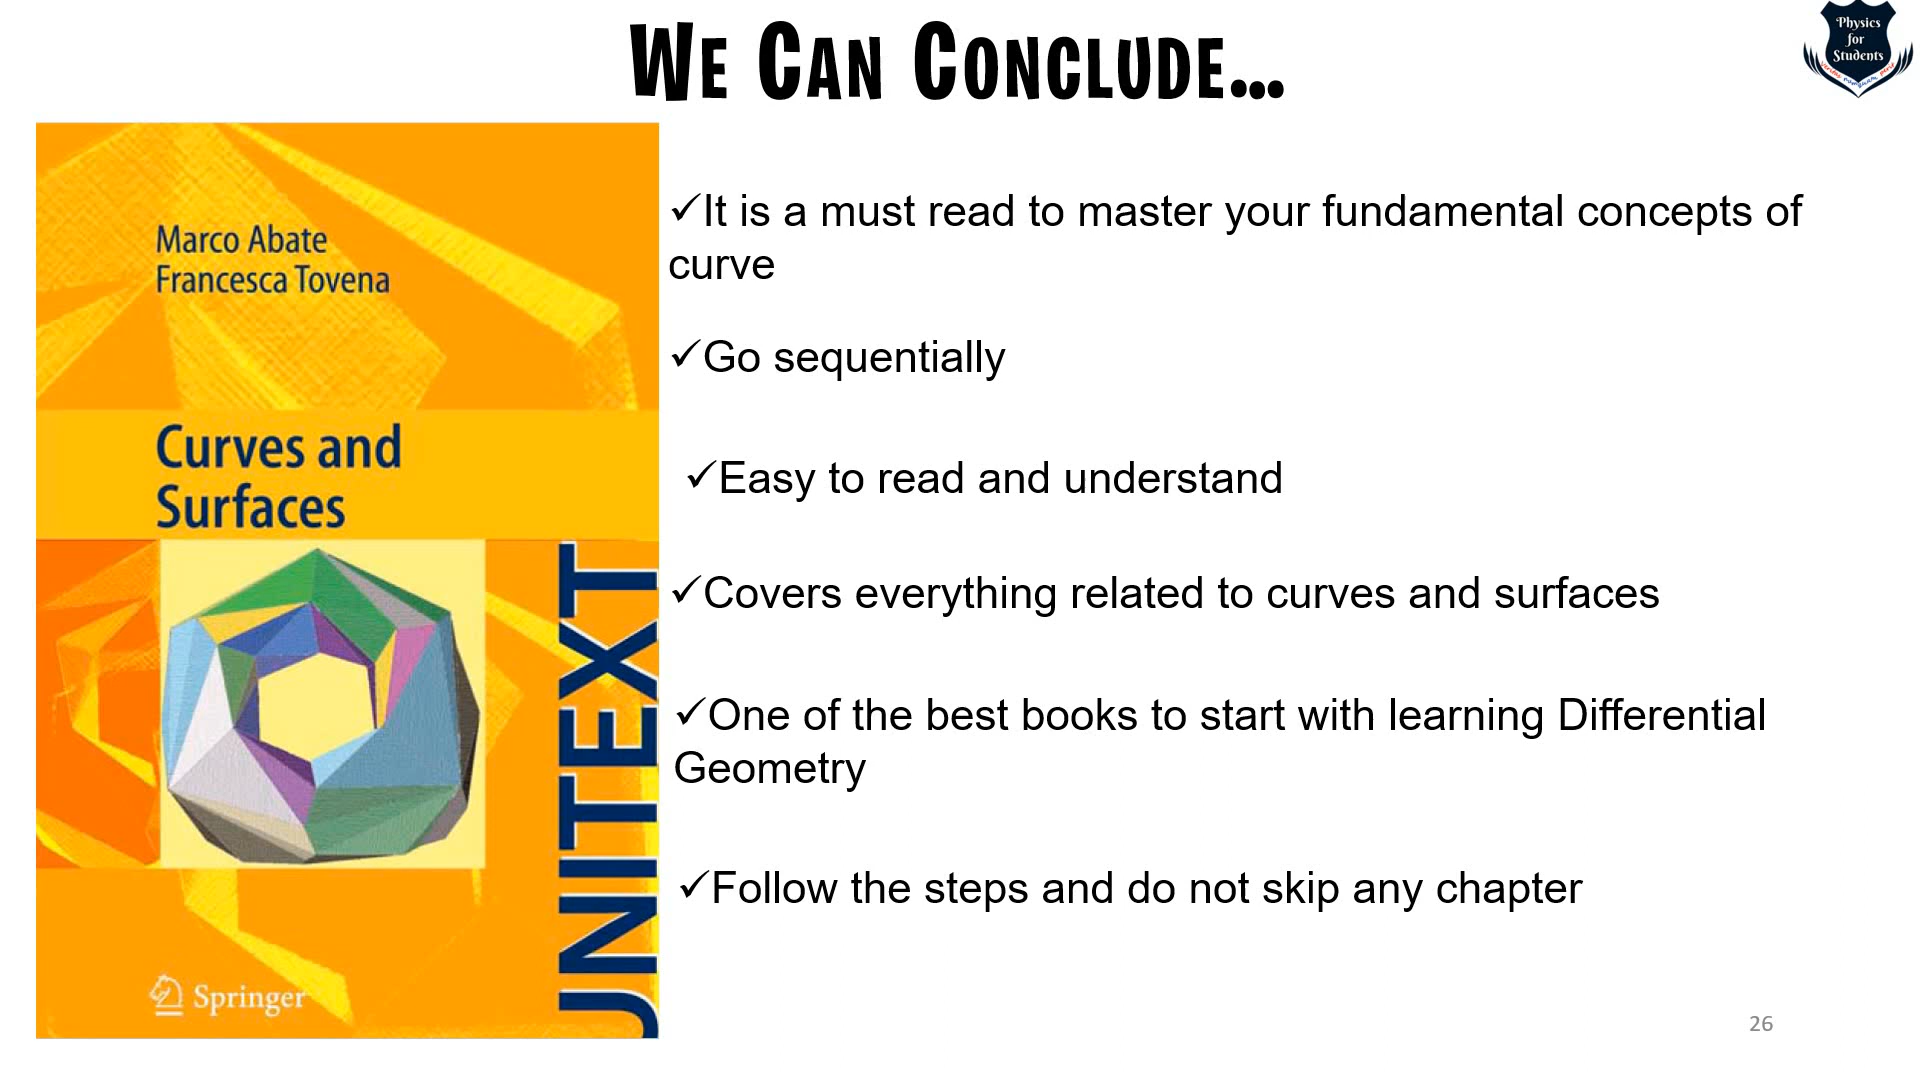 WE CAN CONCLUDE...
Physics
for
Students
Marco Abate
Francesca Tovena
Curves and
Surfaces
UNITEXT
Springer
✓It is a must read to master your fundamental concepts of
curve
✓Go sequentially
✓Easy to read and understand
✓Covers everything related to curves and surfaces
✓One of the best books to start with learning Differential
Geometry
✓Follow the steps and do not skip any chapter
26